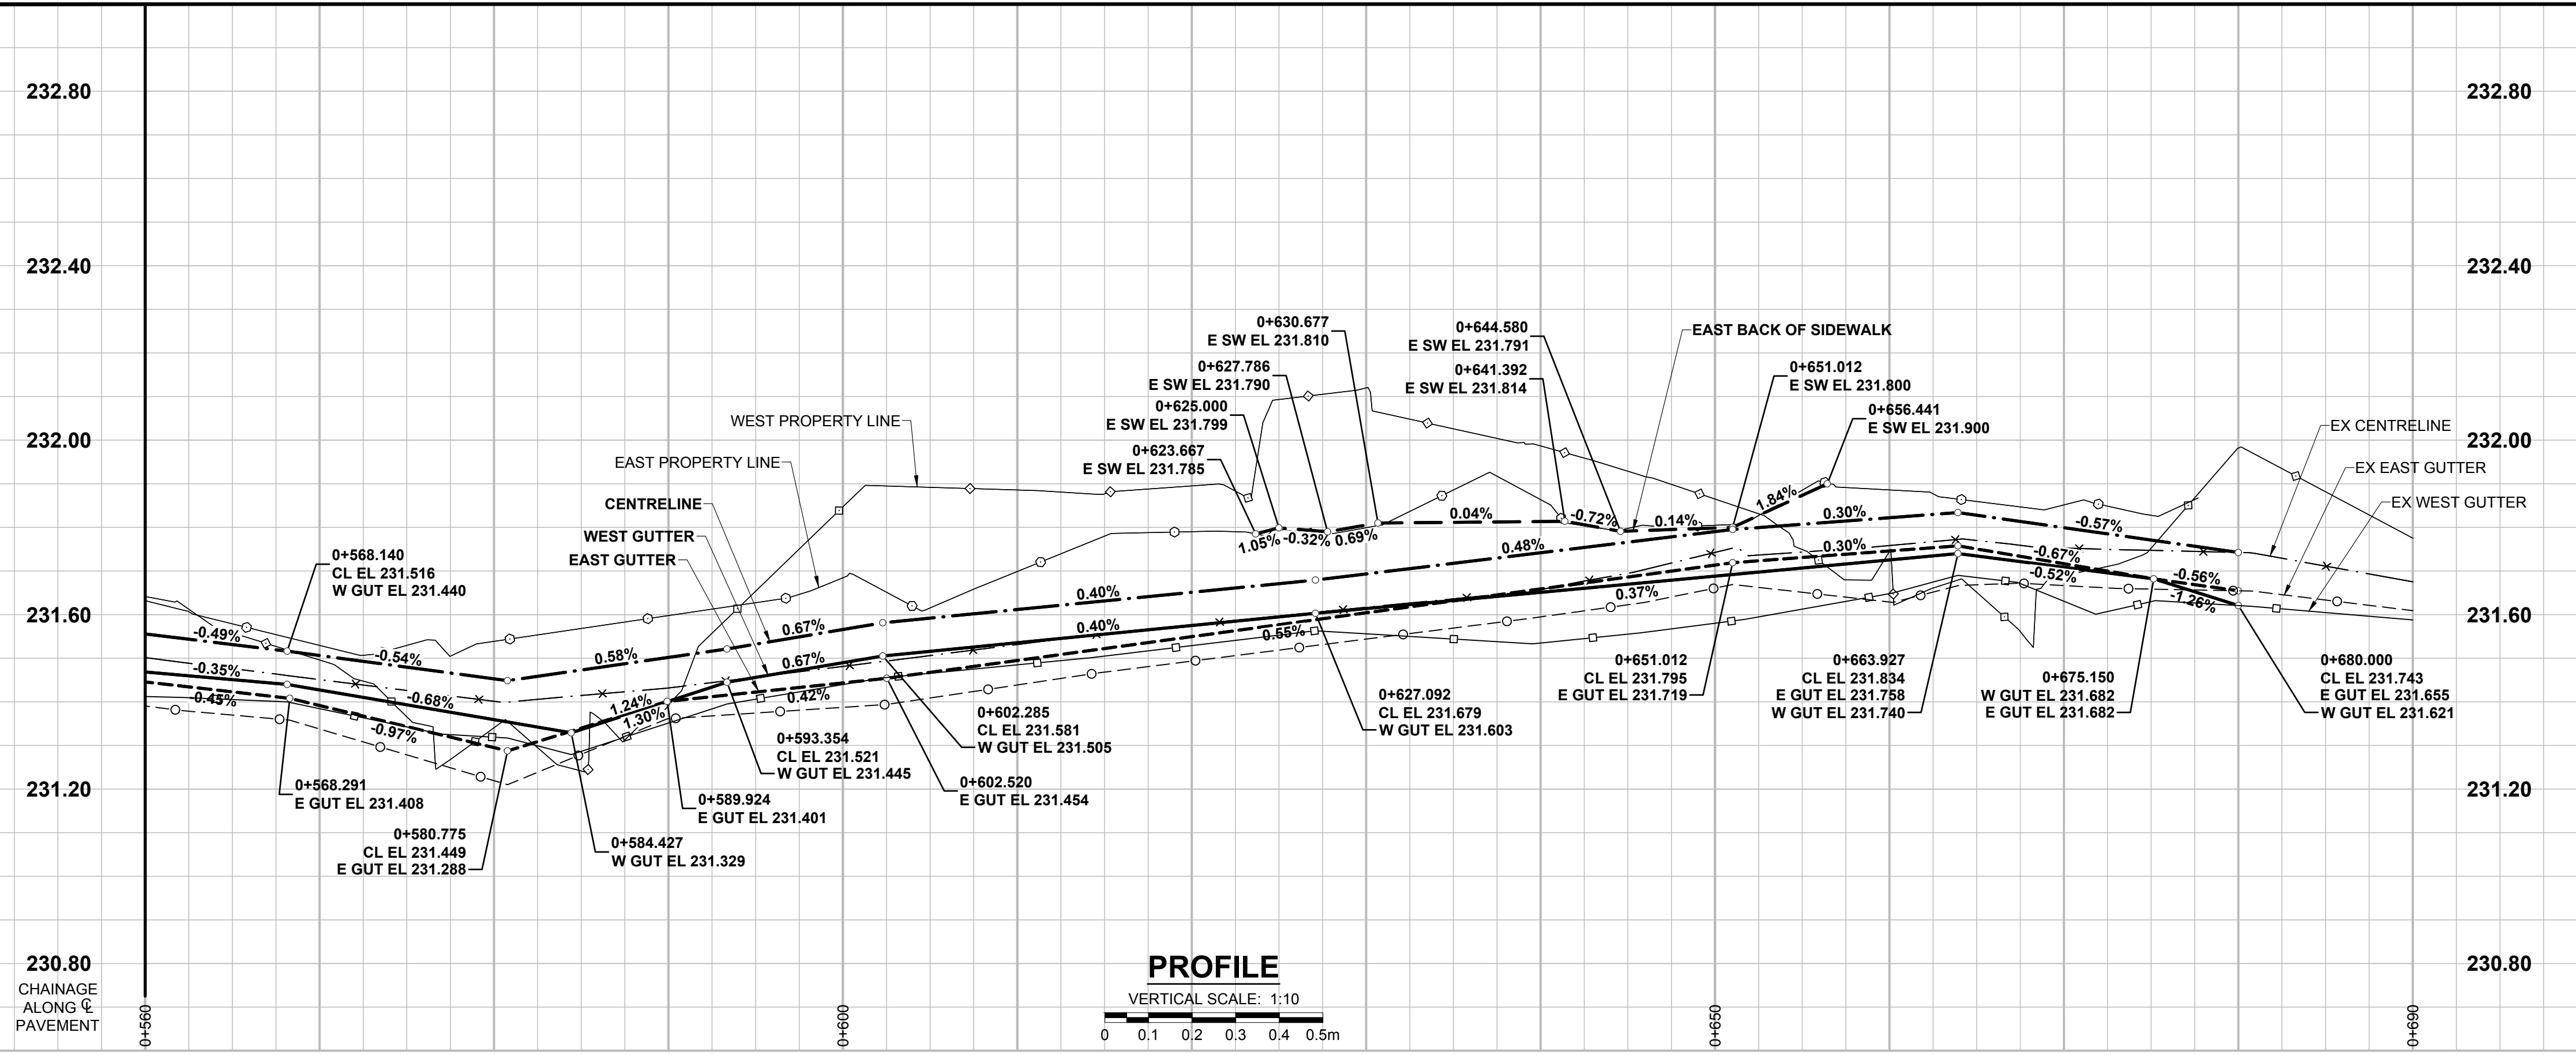 232.80
232.80
232.40
232.40
0+630.677
E SW EL 231.810
0+644.580
E SW EL 231.791
EAST BACK OF SIDEWALK
0+627.786
E SW EL 231.790
0+641.392
E SW EL 231.814
0+651.012
E SW EL 231.800
0+625.000
E SW EL 231.799
0+656.441
E SW EL 231.900
WEST PROPERTY LINE
232.00
232.00
EX CENTRELINE
0+623.667
E SW EL 231.785
EAST PROPERTY LINE
EX EAST GUTTER
EX WEST GUTTER
CENTRELINE
WEST GUTTER
EAST GUTTER
1.84%
0.04%
-0.72%
0.14%
0.30%
-0.57%
1.05%
-0.32%
0.69%
0.48%
0.30%
-0.67%
-0.52%
-0.56%
-1.26%
0+568.140
CL EL 231.516
W GUT EL 231.440
0.40%
0.37%
231.60
231.60
-0.49%
-0.54%
0.58%
0.67%
0.40%
0.55%
-0.35%
-0.45%
-0.68%
-0.97%
0.67%
0.42%
1.24%
1.30%
0+651.012
CL EL 231.795
E GUT EL 231.719
0+663.927
CL EL 231.834
E GUT EL 231.758
W GUT EL 231.740
0+675.150
W GUT EL 231.682
E GUT EL 231.682
0+680.000
CL EL 231.743
E GUT EL 231.655
W GUT EL 231.621
0+627.092
CL EL 231.679
W GUT EL 231.603
0+602.285
CL EL 231.581
W GUT EL 231.505
0+593.354
CL EL 231.521
W GUT EL 231.445
0+602.520
E GUT EL 231.454
231.20
231.20
0+568.291
E GUT EL 231.408
0+589.924
E GUT EL 231.401
0+580.775
CL EL 231.449
E GUT EL 231.288
0+584.427
W GUT EL 231.329
230.80
230.80
PROFILE
VERTICAL SCALE: 1:10
0 0.1 0.2 0.3 0.4 0.5m
CHAINAGE
ALONG ℄
PAVEMENT
0+560
0+600
0+650
0+690